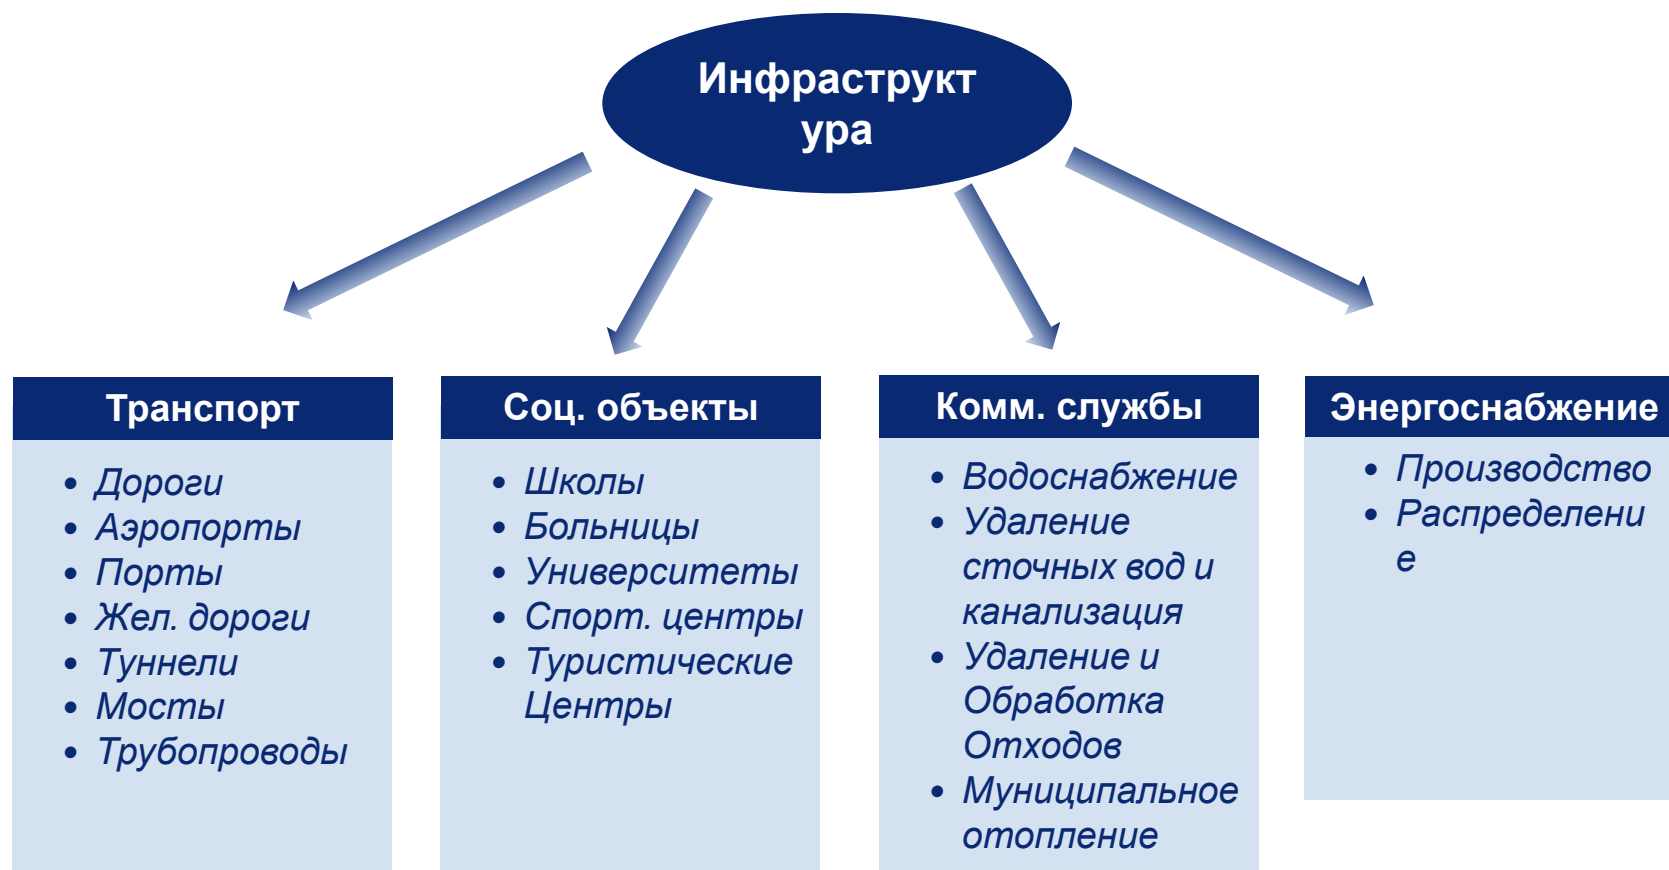 Инфраструкт
ура
Транспорт
• Дороги
• Аэропорты
• Порты
• Жел. дороги
• Туннели
• Мосты
• Трубопроводы
Соц. объекты
• Школы
• Больницы
• Университеты
• Спорт. центры
• Туристические
Центры
Комм. службы
• Водоснабжение
• Удаление
сточных вод и
канализация
• Удаление и
Обработка
Отходов
• Муниципальное
отопление
Энергоснабжение
• Производство
• Распределени
е